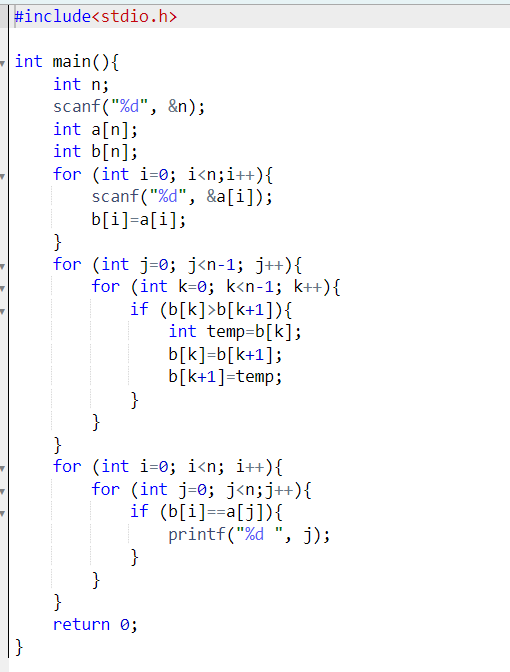 #include<stdio.h>
int main(){
    int n;
    scanf("%d", &n);
    int a[n];
    int b[n];
    for (int i=0; i<n;i++){
        scanf("%d", &a[i]);
        b[i]=a[i];
    }
    for (int j=0; j<n-1; j++){
        for (int k=0; k<n-1; k++){
            if (b[k]>b[k+1]){
                int temp=b[k];
                b[k]=b[k+1];
                b[k+1]=temp;
            }
        }
    }
    for (int i=0; i<n; i++){
        for (int j=0; j<n;j++){
            if (b[i]==a[j]){
                printf("%d ", j);
            }
        }
    }
    return 0;
}